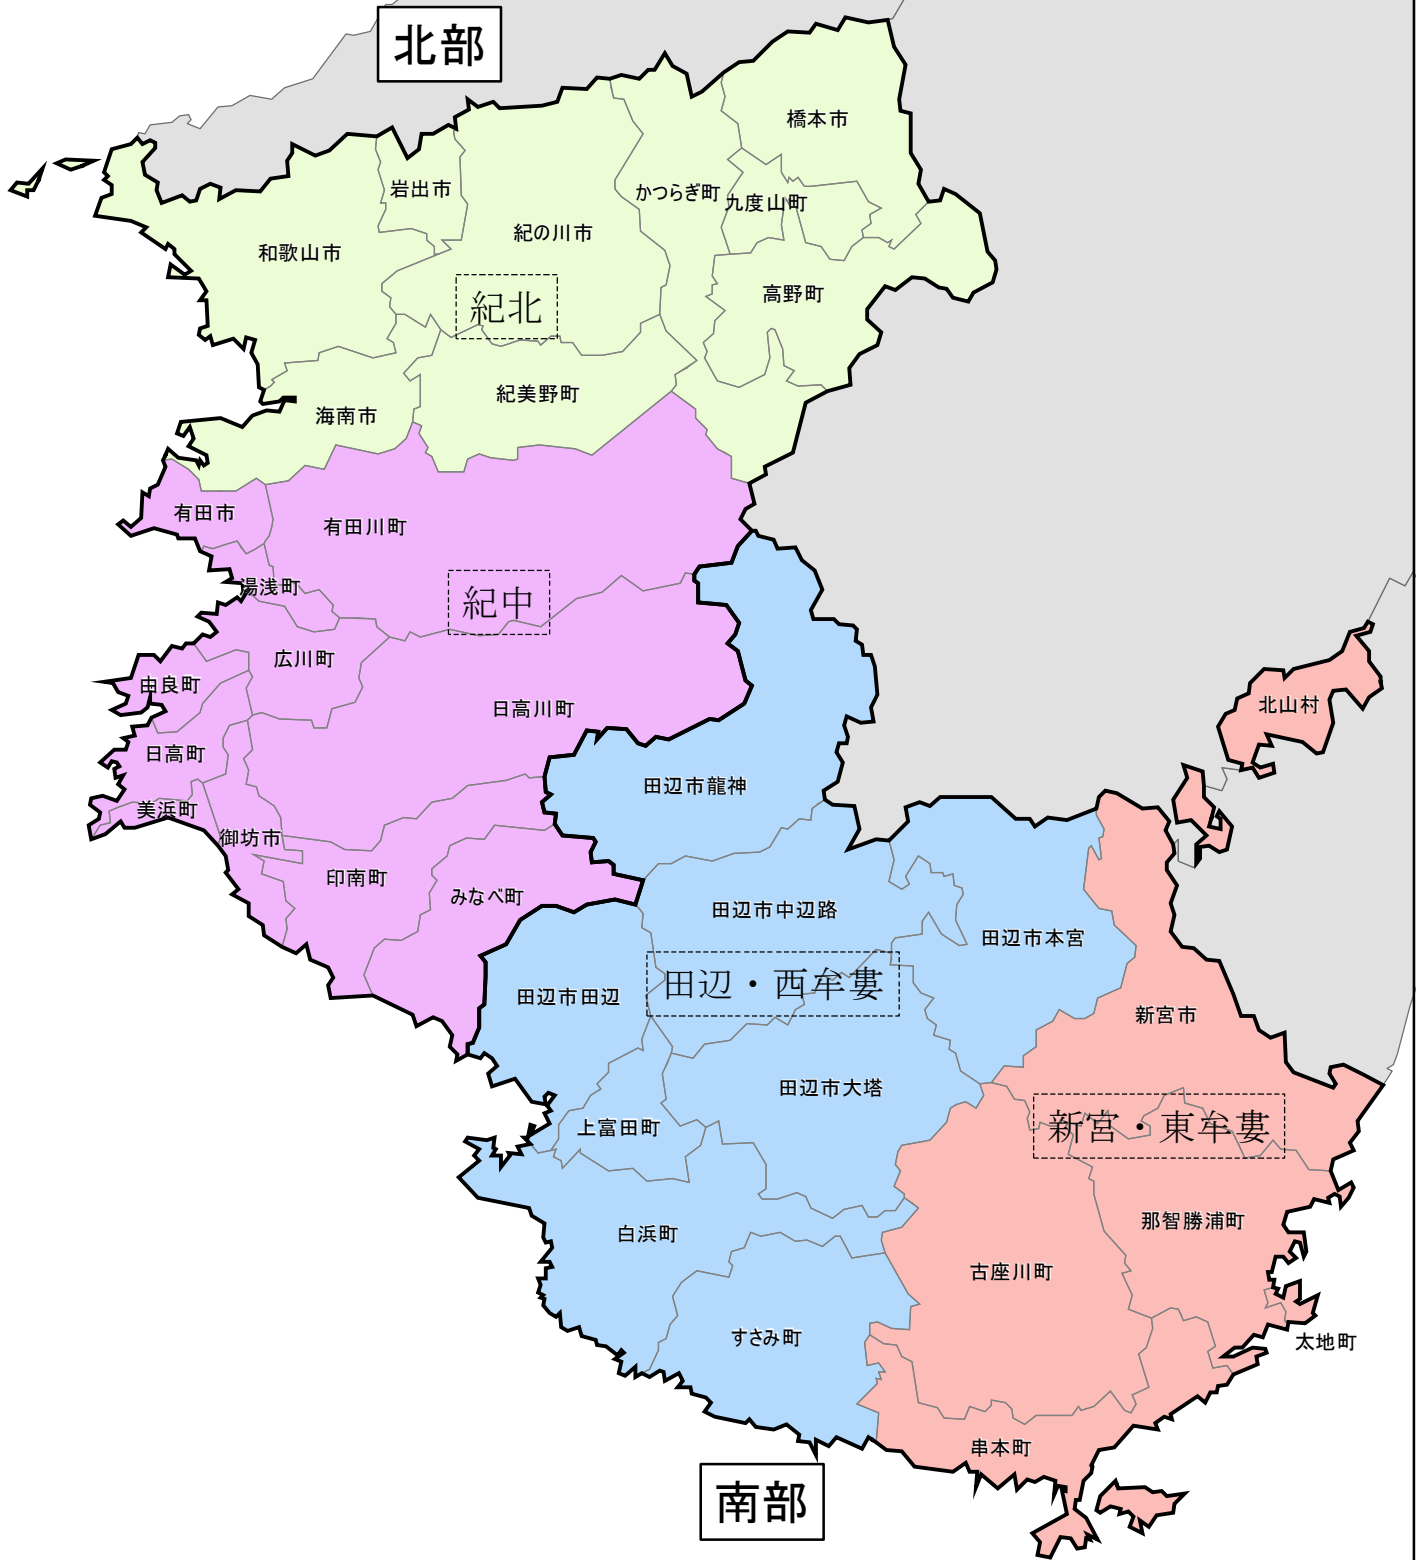 北部
橋本市
岩出市
かつらぎ町
九度山町
紀の川市
和歌山市
高野町
紀北
紀美野町
海南市
有田市
有田川町
湯浅町
紀中
広川町
由良町
日高川町
日高町
田辺市龍神
北山村
美浜町
御坊市
印南町
みなべ町
田辺市中辺路
田辺市本宮
田辺・西牟婁
田辺市田辺
新宮市
田辺市大塔
上富田町
新宮・東牟婁
那智勝浦町
白浜町
古座川町
すさみ町
太地町
串本町
南部